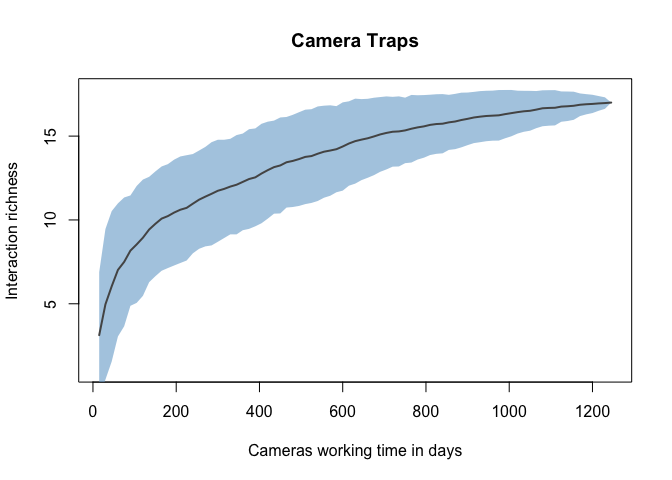 Camera Traps
Interaction richness
15
10
5
0 200 400 600 800 1000 1200
Cameras working time in days